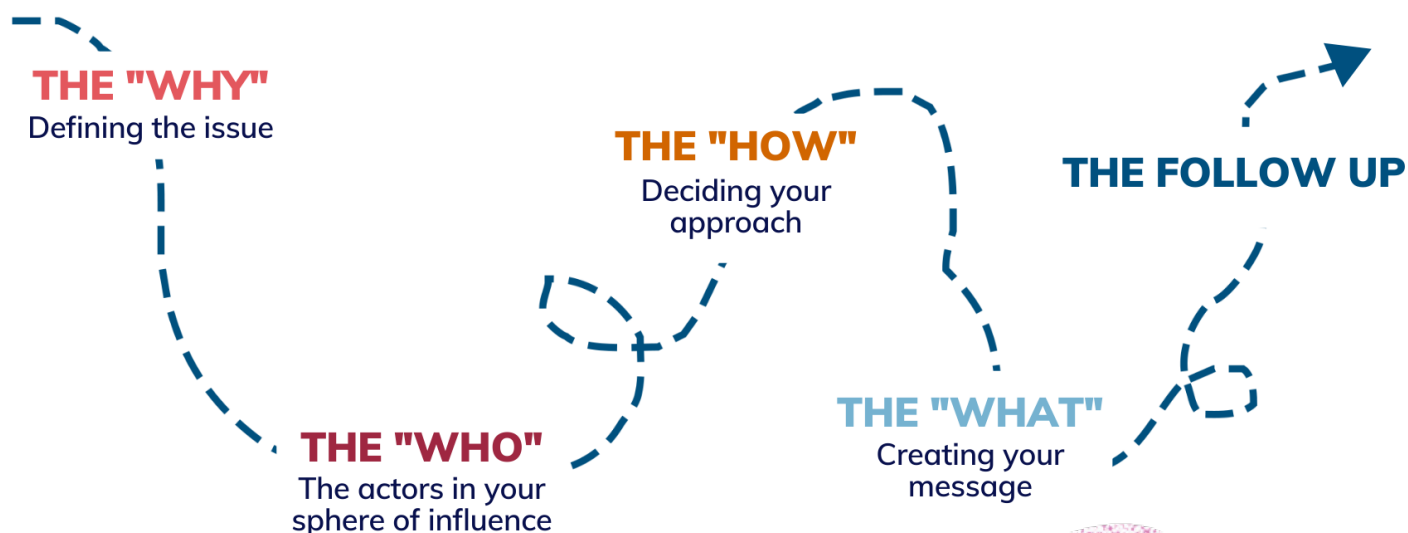 THE "WHY"
Defining the issue
THE "WHO"
The actors in your
sphere of influence
THE "HOW"
Deciding your
approach
THE "WHAT"
Creating your
message
THE FOLLOW UP